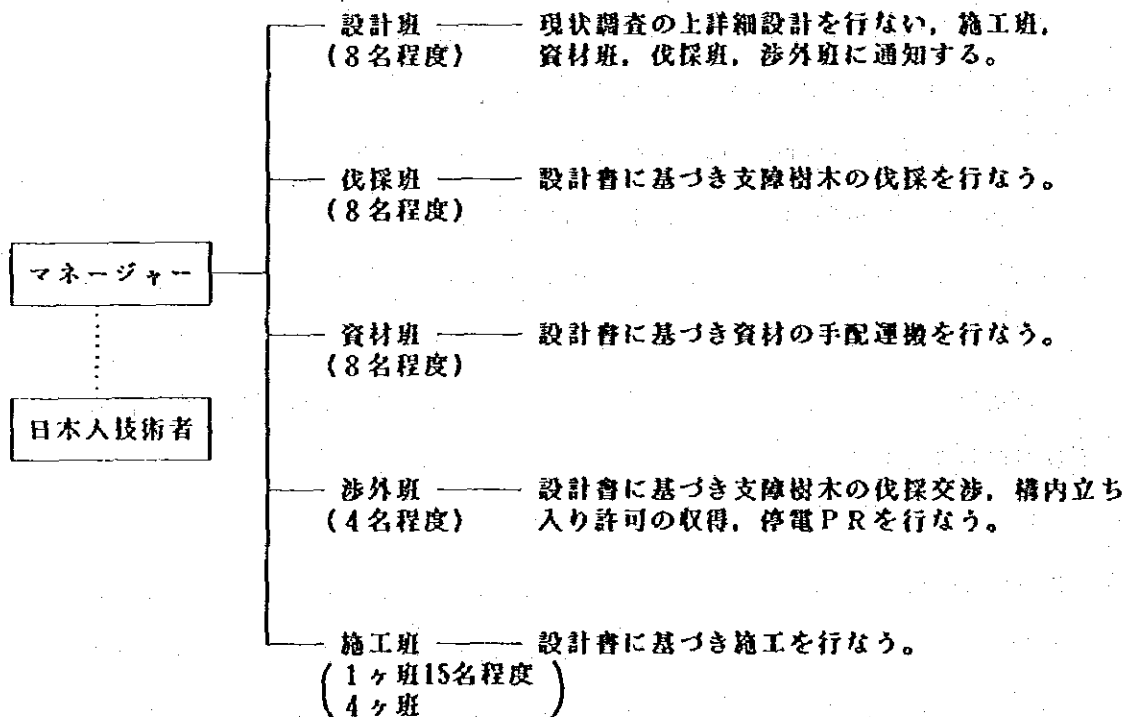 設計班 現状調査の上詳細設計を行ない，施工班，
(8名程度) 資材班，伐採班，渉外班に通知する。
伐採班 設計書に基づき支障樹木の伐採を行なう。
(8名程度)
マネージャー
資材班 設計書に基づき資材の手配運搬を行なう。
(8名程度)
日本人技術者
渉外班 設計書に基づき支障樹木の伐採交渉，構内立ち
(4名程度) 入り許可の収得，停電PRを行なう。
施工班 設計書に基づき施工を行なう。
(1ヶ班15名程度
4ヶ班)